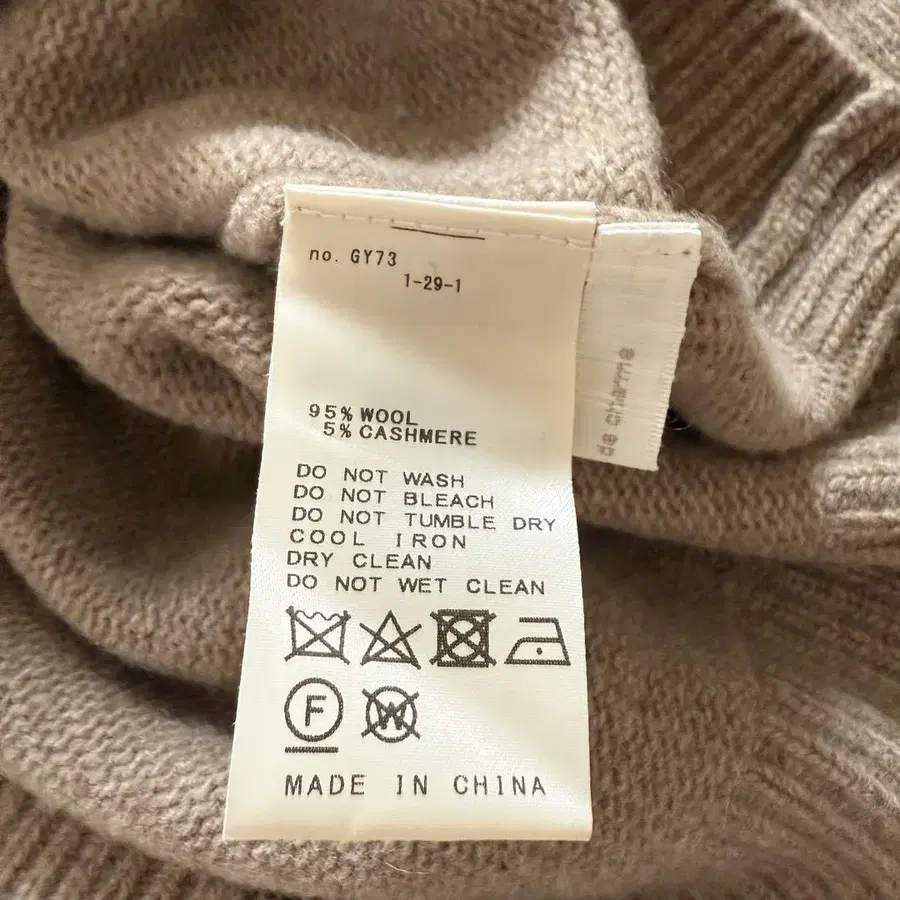 no. GY73
1-29-1
95% WOOL
5% CASHMERE
DO NOT WASH
DO NOT BLEACH
DO NOT TUMBLE DRY
COOL IRON
DRY CLEAN
DO NOT WET CLEAN
F W
MADE IN CHINA
de charme